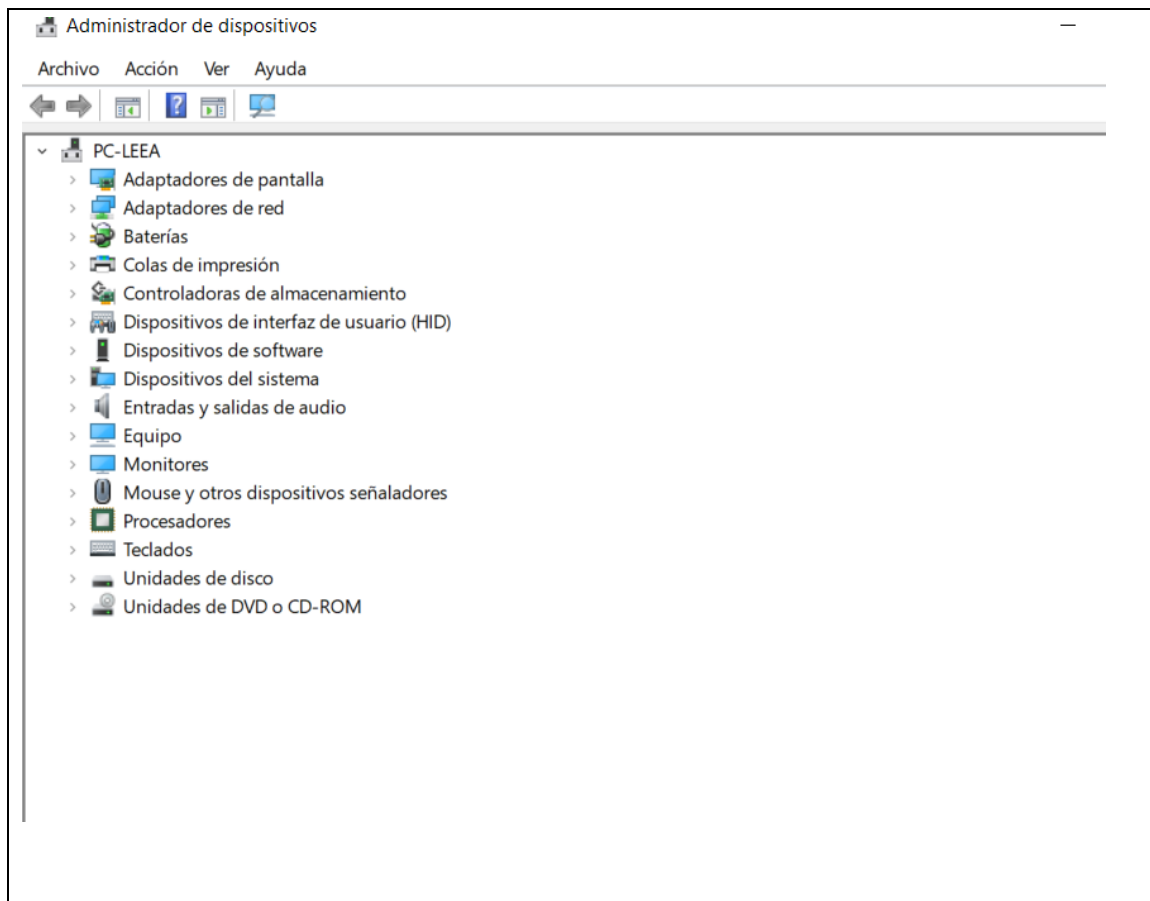 Administrador de dispositivos
Archivo Acción Ver Ayuda
PC-LEEA
Adaptadores de pantalla
Adaptadores de red
Baterías
Colas de impresión
Controladoras de almacenamiento
Dispositivos de interfaz de usuario (HID)
Dispositivos de software
Dispositivos del sistema
Entradas y salidas de audio
Equipo
Monitores
Mouse y otros dispositivos señaladores
Procesadores
Teclados
Unidades de disco
Unidades de DVD o CD-ROM